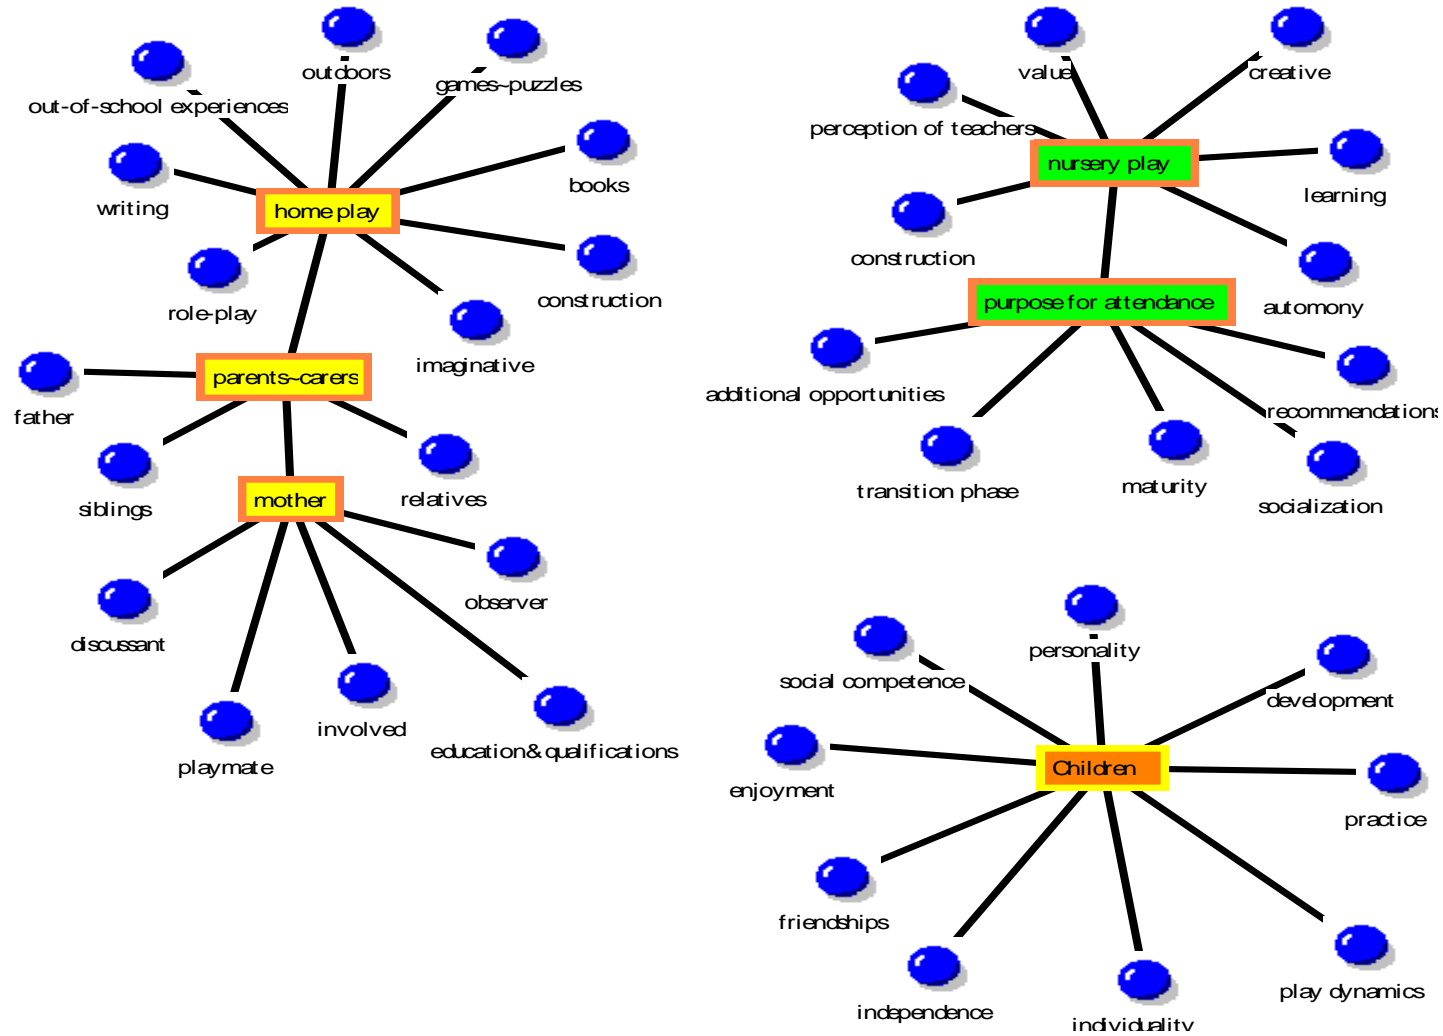 outdoors
games~puzzles
out-of-school experiences
books
writing
home play
construction
role-play
imaginative
parents~carers
father
relatives
siblings
mother
observer
discussant
involved
education& qualifications
playmate
value
creative
perception of teachers
nursery play
learning
construction
automony
purpose for attendance
additional opportunities
recommendations
transition phase
maturity
socialization
personality
social competence
development
Children
enjoyment
practice
friendships
independence
individuality
play dynamics